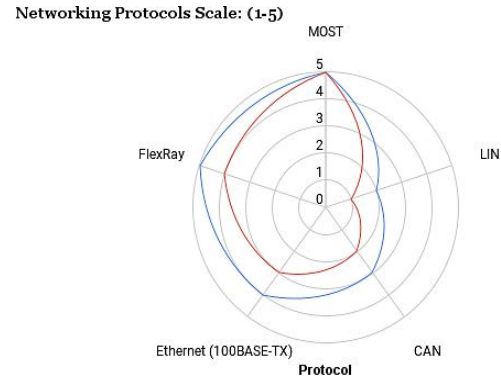 Networking Protocols Scale: (1-5)
MOST
5
4
3
2
1
0
FlexRay
LIN
Ethernet (100BASE-TX)
CAN
Protocol